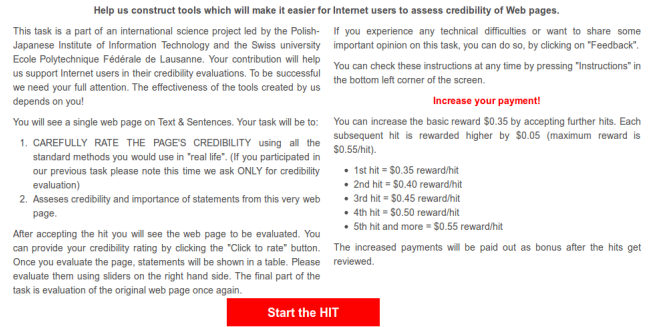 Help us construct tools which will make it easier for Internet users to assess credibility of Web pages.
This task is a part of an international science project led by the Polish-
Japanese Institute of Information Technology and the Swiss university
Ecole Polytechnique Fédérale de Lausanne. Your contribution will help
us support Internet users in their credibility evaluations. To be successful
we need your full attention. The effectiveness of the tools created by us
depends on you!
You will see a single web page on Text & Sentences. Your task will be to:
1. CAREFULLY RATE THE PAGE'S CREDIBILITY using all the
standard methods you would use in "real life". (If you participated in
our previous task please note this time we ask ONLY for credibility
evaluation)
2. Asseses credibility and importance of statements from this very web
page.
After accepting the hit you will see the web page to be evaluated. You
can provide your credibility rating by clicking the "Click to rate" button.
Once you evaluate the page, statements will be shown in a table. Please
evaluate them using sliders on the right hand side. The final part of the
task is evaluation of the original web page once again.
If you experience any technical difficulties or want to share some
important opinion on this task, you can do so, by clicking on "Feedback".
You can check these instructions at any time by pressing "Instructions" in
the bottom left corner of the screen.
Increase your payment!
You can increase the basic reward $0.35 by accepting further hits. Each
subsequent hit is rewarded higher by $0.05 (maximum reward is
$0.55/hit).
• 1st hit = $0.35 reward/hit
• 2nd hit = $0.40 reward/hit
• 3rd hit = $0.45 reward/hit
• 4th hit = $0.50 reward/hit
• 5th hit and more = $0.55 reward/hit
The increased payments will be paid out as bonus after the hits get
reviewed.
Start the HIT